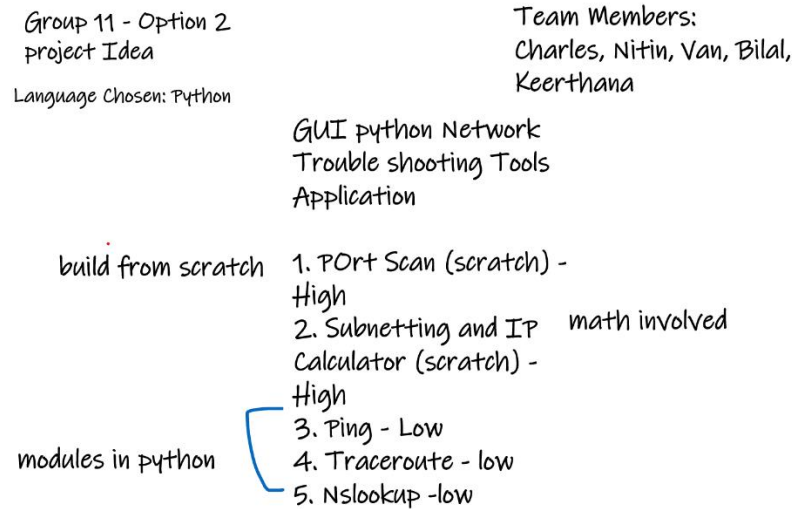 Group 11 - Option 2
project Idea
Team Members:
Charles, Nitin, Van, Bilal,
Keerthana
Language Chosen: Python
GUI python Network
Trouble shooting Tools
Application
build from scratch
1. POrt Scan (scratch) -
High
2. Subnetting and IP
Calculator (scratch) -
High
math involved
3. Ping - Low
4. Traceroute - low
5. Nslookup -low
modules in python